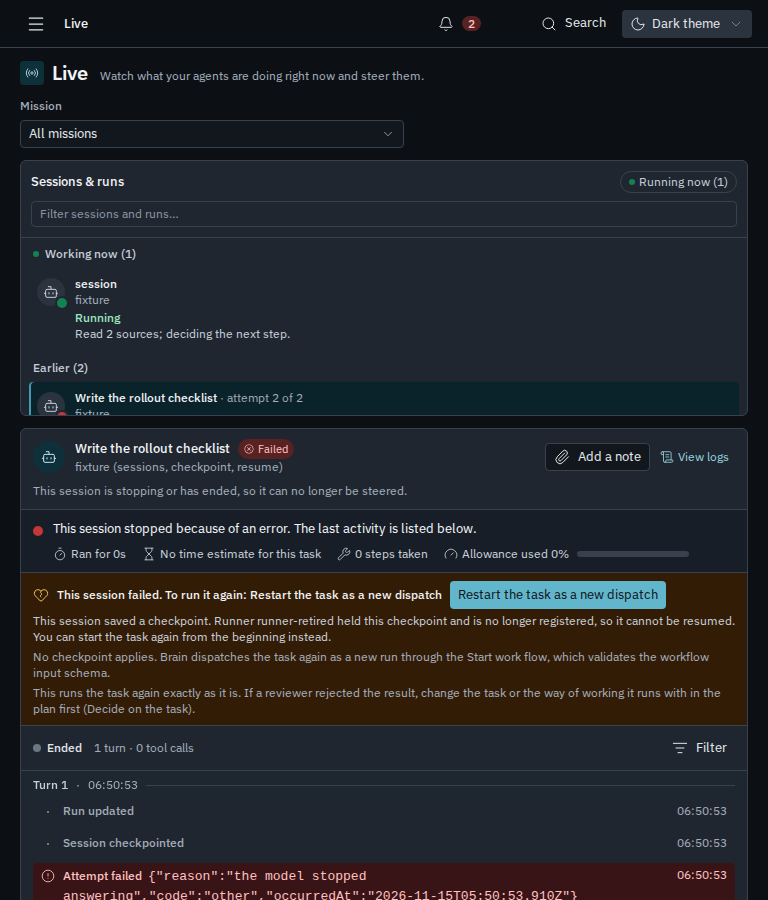 Live
2
Search
Dark theme
Live
Watch what your agents are doing right now and steer them.
Mission
All missions
Sessions & runs
Running now (1)
Filter sessions and runs...
Working now (1)
session
fixture
Running
Read 2 sources; deciding the next step.
Earlier (2)
Write the rollout checklist · attempt 2 of 2
fixture
Write the rollout checklist
Failed
fixture (sessions, checkpoint, resume)
Add a note
View logs
This session is stopping or has ended, so it can no longer be steered.
This session stopped because of an error. The last activity is listed below.
Ran for 0s
No time estimate for this task
0 steps taken
Allowance used 0%
This session failed. To run it again: Restart the task as a new dispatch
Restart the task as a new dispatch
This session saved a checkpoint. Runner runner-retired held this checkpoint and is no longer registered, so it cannot be resumed.
You can start the task again from the beginning instead.
No checkpoint applies. Brain dispatches the task again as a new run through the Start work flow, which validates the workflow
input schema.
This runs the task again exactly as it is. If a reviewer rejected the result, change the task or the way of working it runs with in the
plan first (Decide on the task).
Ended
1 turn · 0 tool calls
Filter
Turn 1 · 06:50:53
· Run updated 06:50:53
· Session checkpointed 06:50:53
Attempt failed {"reason":"the model stopped 06:50:53
answering","code":"other","occurredAt":"2026-11-15T05:50:53.910Z"}